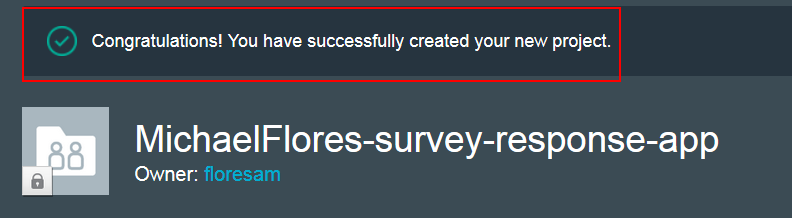 Congratulations! You have successfully created your new project.
MichaelFlores-survey-response-app
Owner: floresam